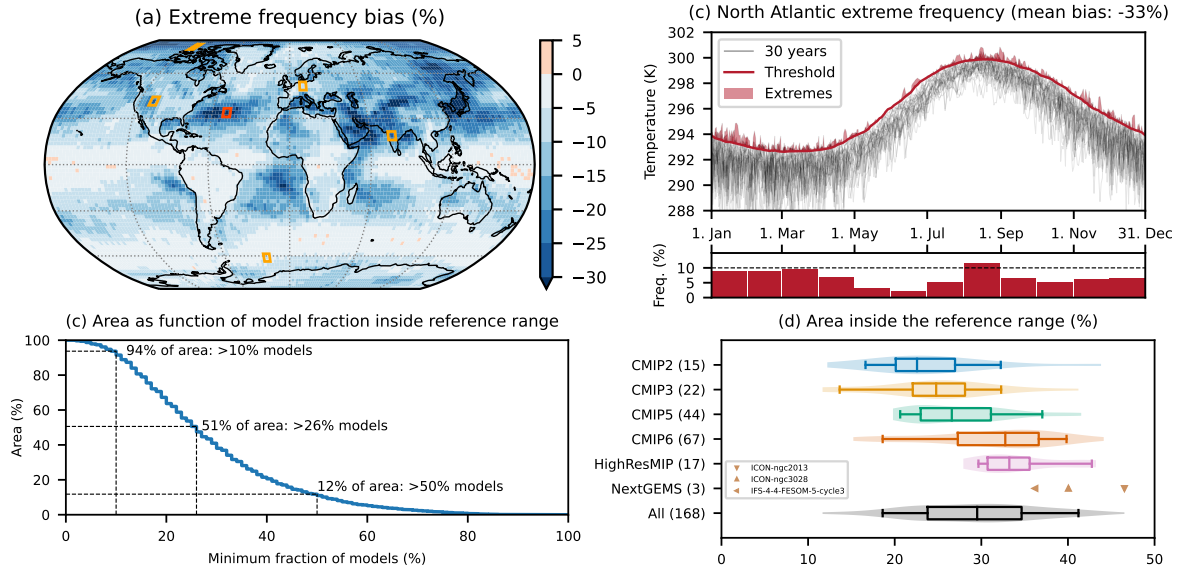 (a) Extreme frequency bias (%)
5
0
−5
−10
−15
−20
−25
−30
(c) North Atlantic extreme frequency (mean bias: -33%)
Temperature (K)
302
300
298
296
294
292
290
288
30 years
Threshold
Extremes
1. Jan
1. Mar
1. May
1. Jul
1. Sep
1. Nov
31. Dec
Freq. (%)
10
5
0
(c) Area as function of model fraction inside reference range
Area (%)
100
80
60
40
20
0
94% of area: >10% models
51% of area: >26% models
12% of area: >50% models
0
20
40
60
80
100
Minimum fraction of models (%)
(d) Area inside the reference range (%)
CMIP2 (15)
CMIP3 (22)
CMIP5 (44)
CMIP6 (67)
HighResMIP (17)
NextGEMS (3)
All (168)
ICON-ngc2013
ICON-ngc3028
IFS-4-4-FESOM-5-cycle3
0
10
20
30
40
50